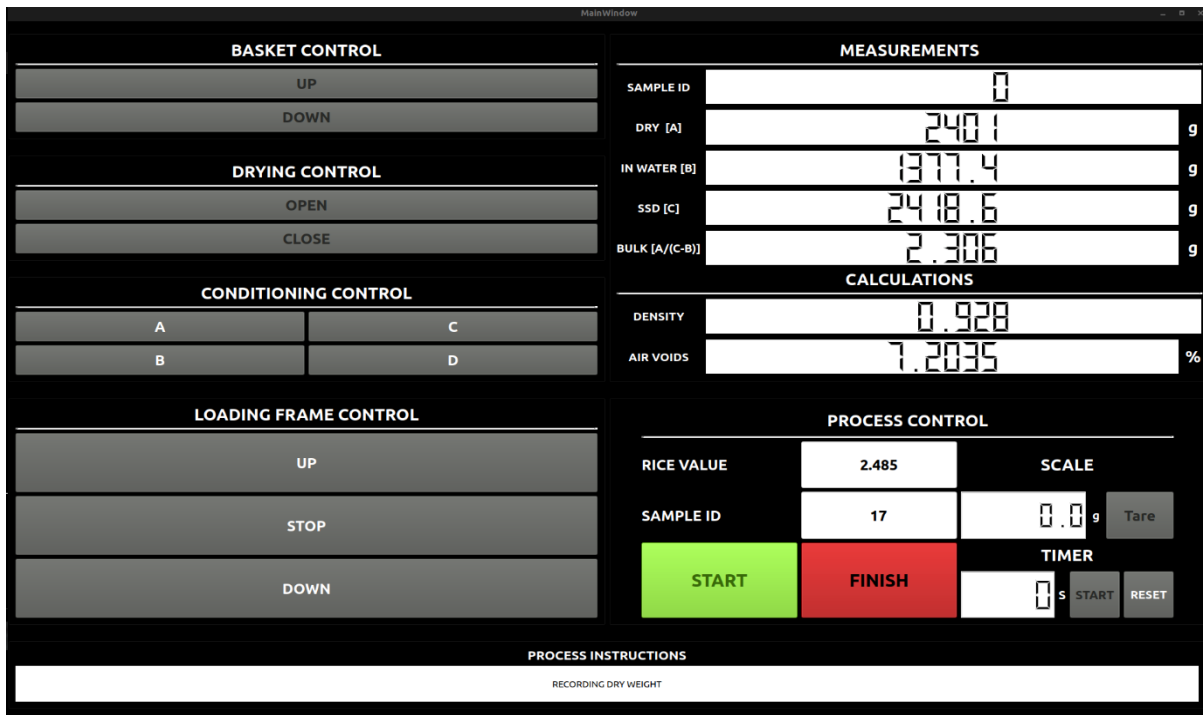 MainWindow
BASKET CONTROL
UP
DOWN
DRYING CONTROL
OPEN
CLOSE
CONDITIONING CONTROL
A C
B D
LOADING FRAME CONTROL
UP
STOP
DOWN
MEASUREMENTS
SAMPLE ID 0
DRY [A] 2401 g
IN WATER [B] 1377.4 g
SSD [C] 2418.6 g
BULK [A/(C-B)] 2.306 g
CALCULATIONS
DENSITY 0.928
AIR VOIDS 7.2035 %
PROCESS CONTROL
RICE VALUE 2.485 SCALE
SAMPLE ID 17 0.0 g Tare
START FINISH TIMER
0 s START RESET
PROCESS INSTRUCTIONS
RECORDING DRY WEIGHT